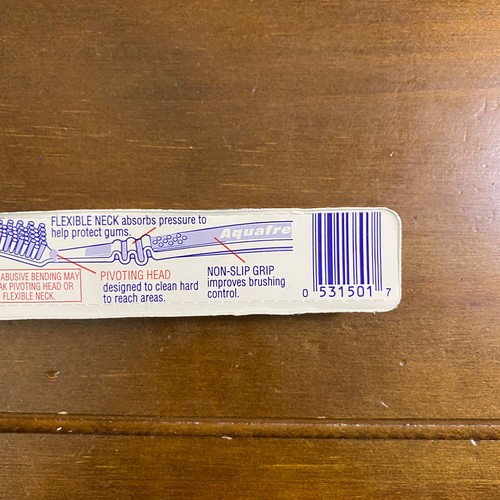 FLEXIBLE NECK absorbs pressure to
help protect gums.
Aquafre
ABUSIVE BENDING MAY
AK PIVOTING HEAD OR
FLEXIBLE NECK.
PIVOTING HEAD
designed to clean hard
to reach areas.
NON-SLIP GRIP
improves brushing
control.
0 531501 7